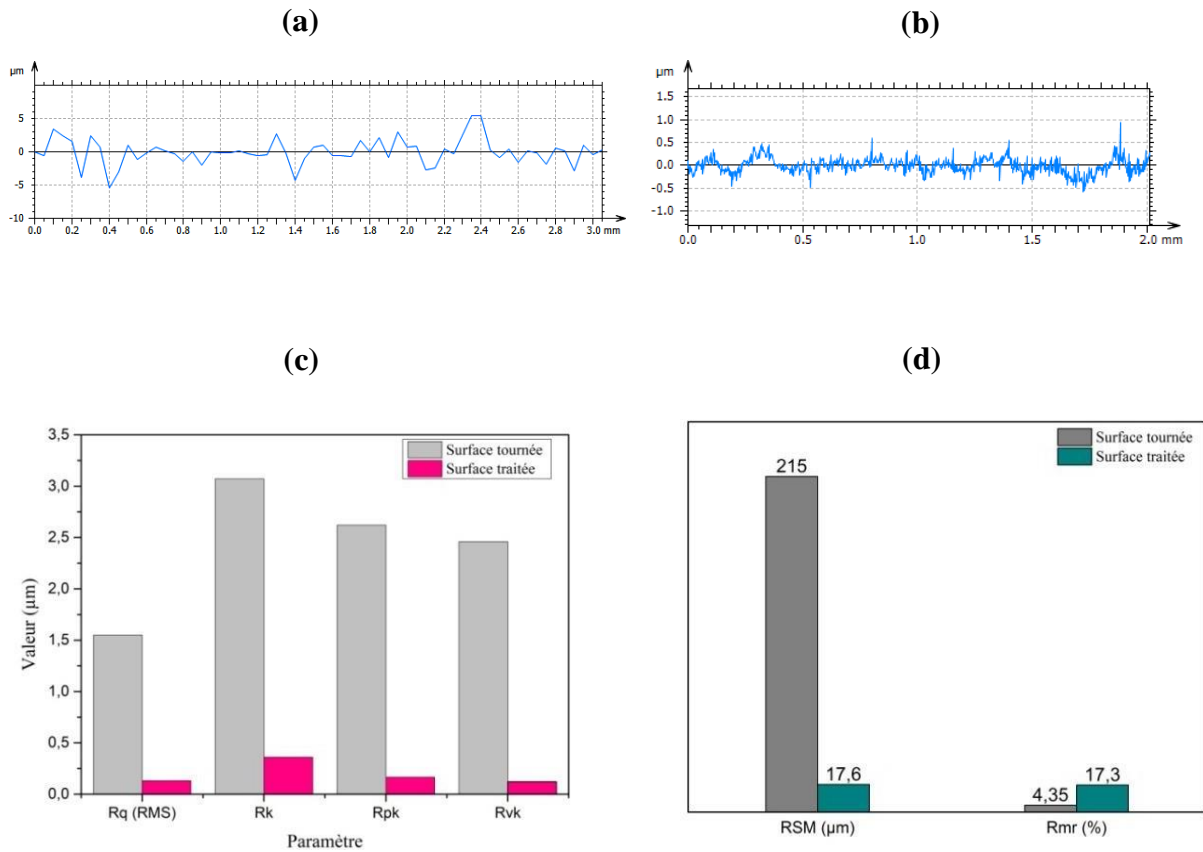 (a)
(b)
µm
5
0
-5
-10
0.0 0.2 0.4 0.6 0.8 1.0 1.2 1.4 1.6 1.8 2.0 2.2 2.4 2.6 2.8 3.0 mm
µm
1.5
1.0
0.5
0.0
-0.5
-1.0
0.0 0.5 1.0 1.5 2.0 mm
(c)
(d)
3,5
3,0
2,5
2,0
1,5
1,0
0,5
0,0
Valeur (µm)
Surface tournée
Surface traitée
Rq (RMS) Rk Rpk Rvk
Paramètre
Surface tournée
Surface traitée
215
17,6
4,35
17,3
RSM (µm) Rmr (%)